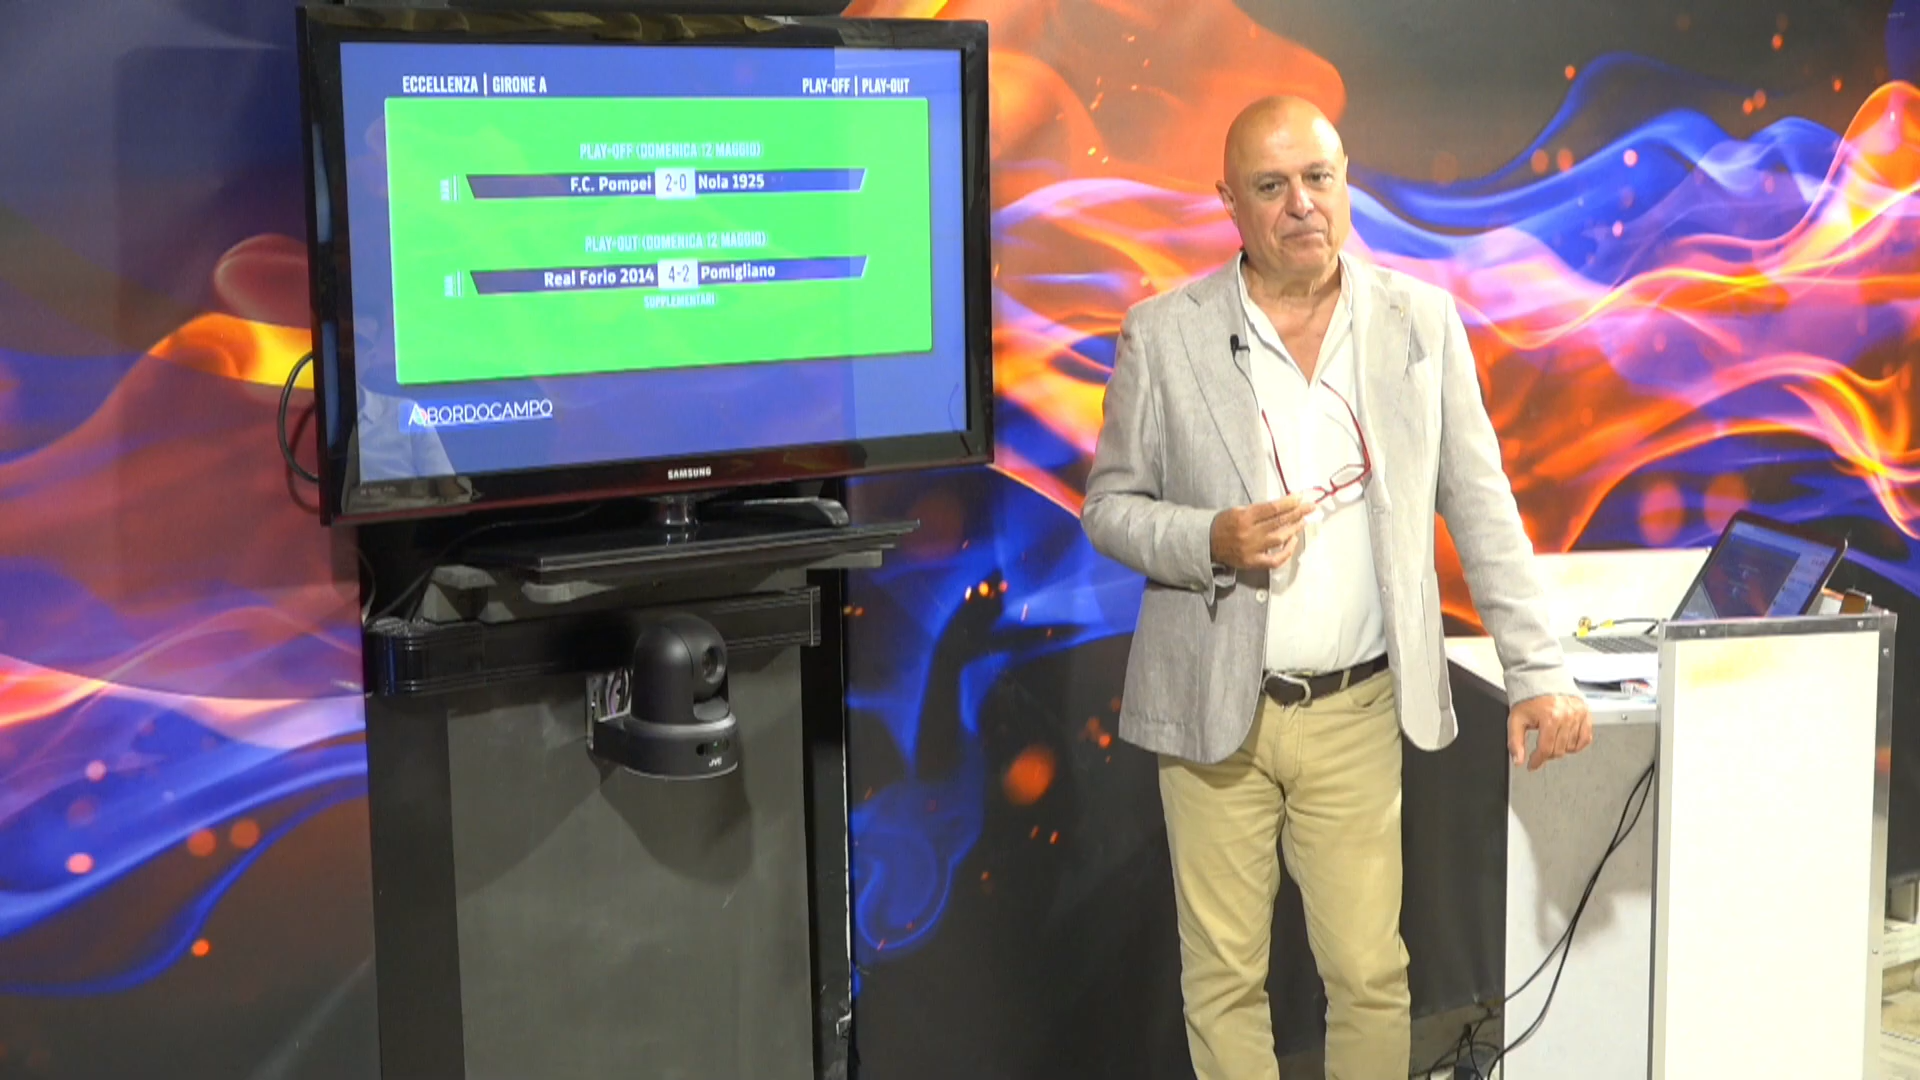 ECCELLENZA | GIRONE A
PLAY-OFF | PLAY-OUT
PLAY-OFF (DOMENICA 12 MAGGIO)
F.C. Pompei 2-0 Nola 1925
PLAY-OUT (DOMENICA 12 MAGGIO)
Real Forio 2014 4-2 Pomigliano
SUPPLEMENTARI
ABORDOCAMPO
SAMSUNG
JVC